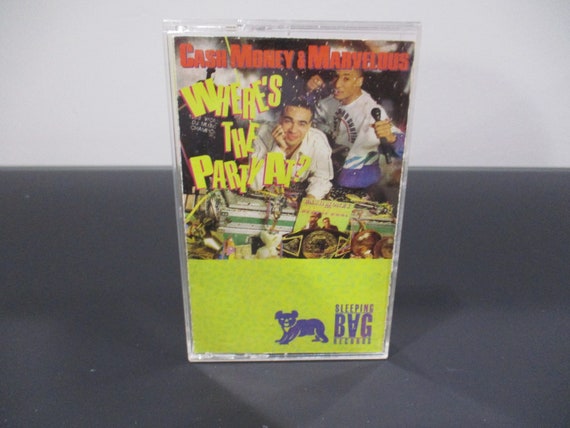 CASH MONEY & MARVELOUS
WHERE'S
THE
PARTY AT?
SLEEPING
BAG
RECORDS